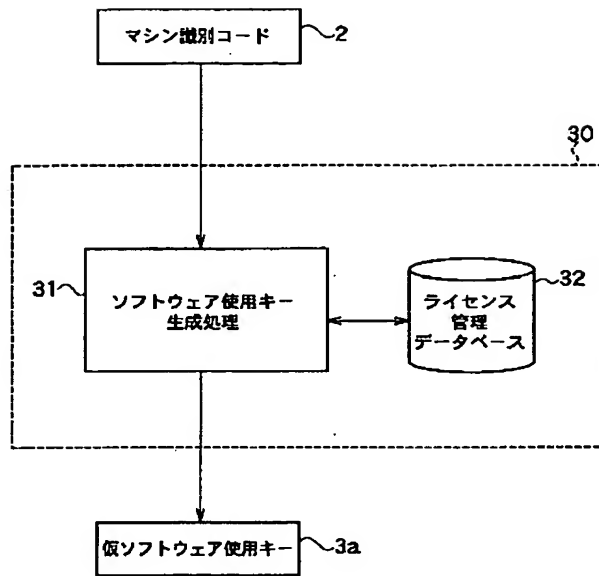 マシン識別コード
2
30
31
ソフトウェア使用キー
生成処理
32
ライセンス
管理
データベース
仮ソフトウェア使用キー
3a